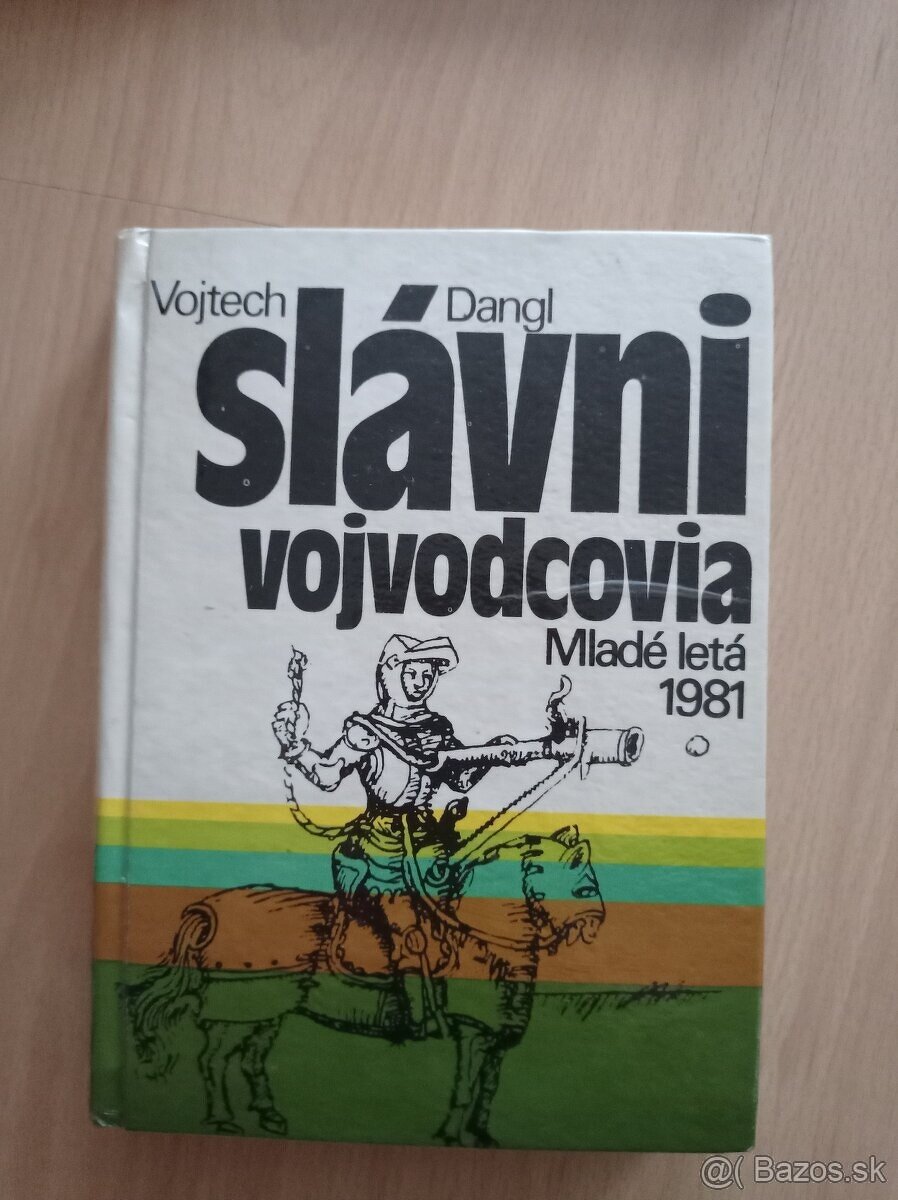 Vojtech Dangl
slávni
vojvodcovia
Mladé letá
1981
@( Bazos.sk